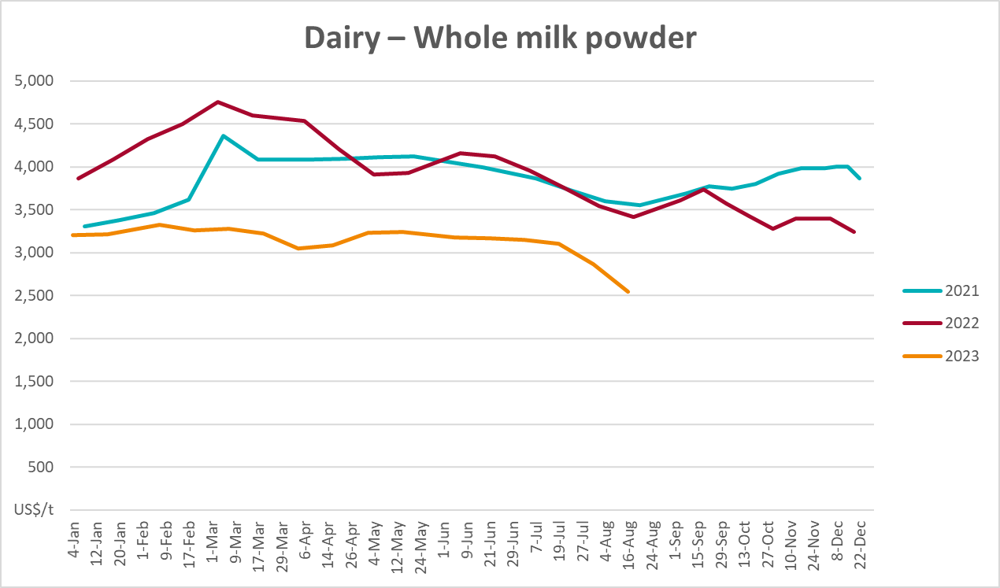 Dairy – Whole milk powder
5,000
4,500
4,000
3,500
3,000
2,500
2,000
1,500
1,000
500
US$/t
4-Jan
12-Jan
20-Jan
1-Feb
9-Feb
17-Feb
1-Mar
9-Mar
17-Mar
29-Mar
6-Apr
14-Apr
26-Apr
4-May
12-May
24-May
1-Jun
9-Jun
21-Jun
29-Jun
7-Jul
19-Jul
27-Jul
4-Aug
16-Aug
24-Aug
1-Sep
15-Sep
29-Sep
13-Oct
27-Oct
10-Nov
24-Nov
8-Dec
22-Dec
2021
2022
2023